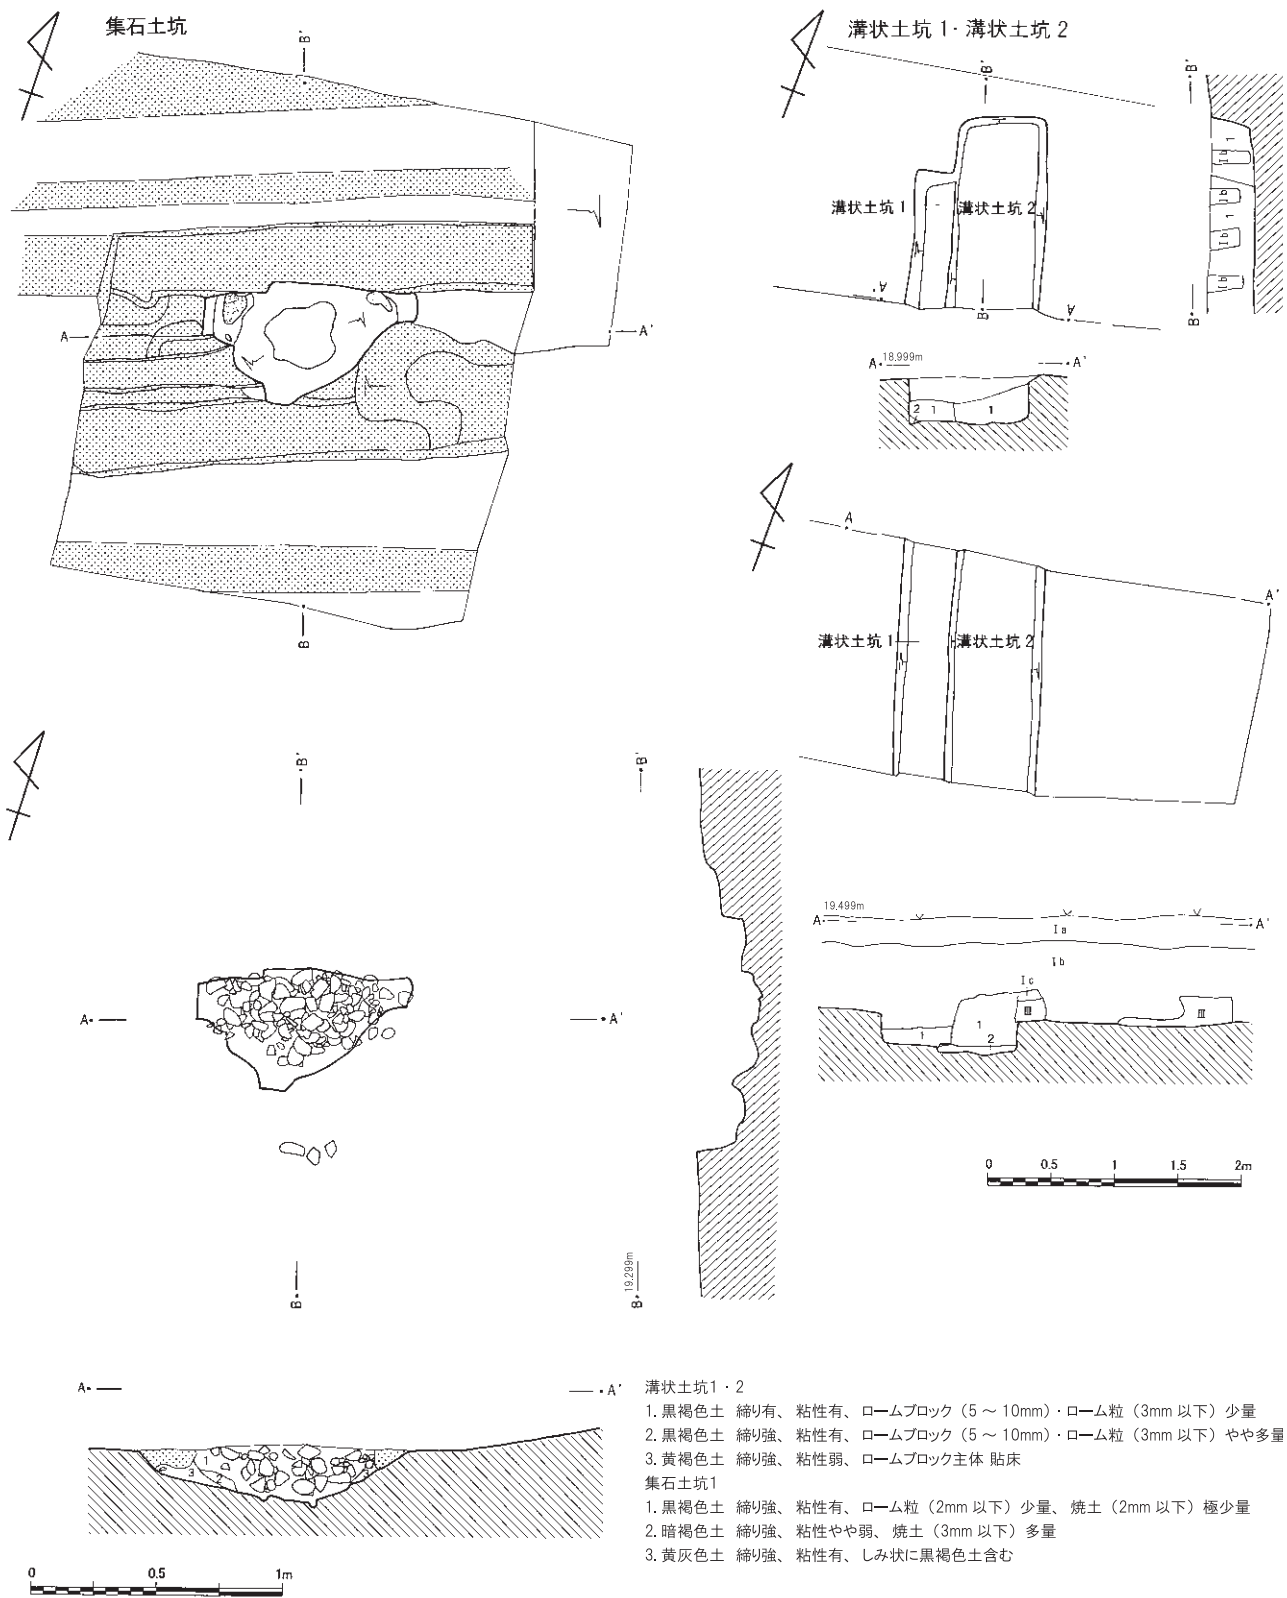 集石土坑
B'
A
A'
B
溝状土坑 1・溝状土坑 2
B'
B'
溝状土坑 1
溝状土坑 2
A'
B
A
1
Ib
Ib
1
Ib
Ib
B
A 18.999m
A'
2 1 1
A
溝状土坑 1
溝状土坑 2
A'
B'
B'
A
A'
B
B 19.299m
19.499m
A
A'
Ia
Ib
Ic
Ⅲ
1
1
2
Ⅲ
0 0.5 1 1.5 2m
A
A'
1
3
2
0 0.5 1m
溝状土坑1・2
1. 黒褐色土 締り有、 粘性有、 ロームブロック（5 ～ 10mm）・ローム粒（3mm 以下）少量
2. 黒褐色土 締り強、 粘性有、 ロームブロック（5 ～ 10mm）・ローム粒（3mm 以下）やや多量
3. 黄褐色土 締り強、 粘性弱、 ロームブロック主体 貼床
集石土坑1
1. 黒褐色土 締り強、 粘性有、 ローム粒（2mm 以下）少量、 焼土（2mm 以下）極少量
2. 暗褐色土 締り強、 粘性やや弱、 焼土（3mm 以下）多量
3. 黄灰色土 締り強、 粘性有、 しみ状に黒褐色土含む